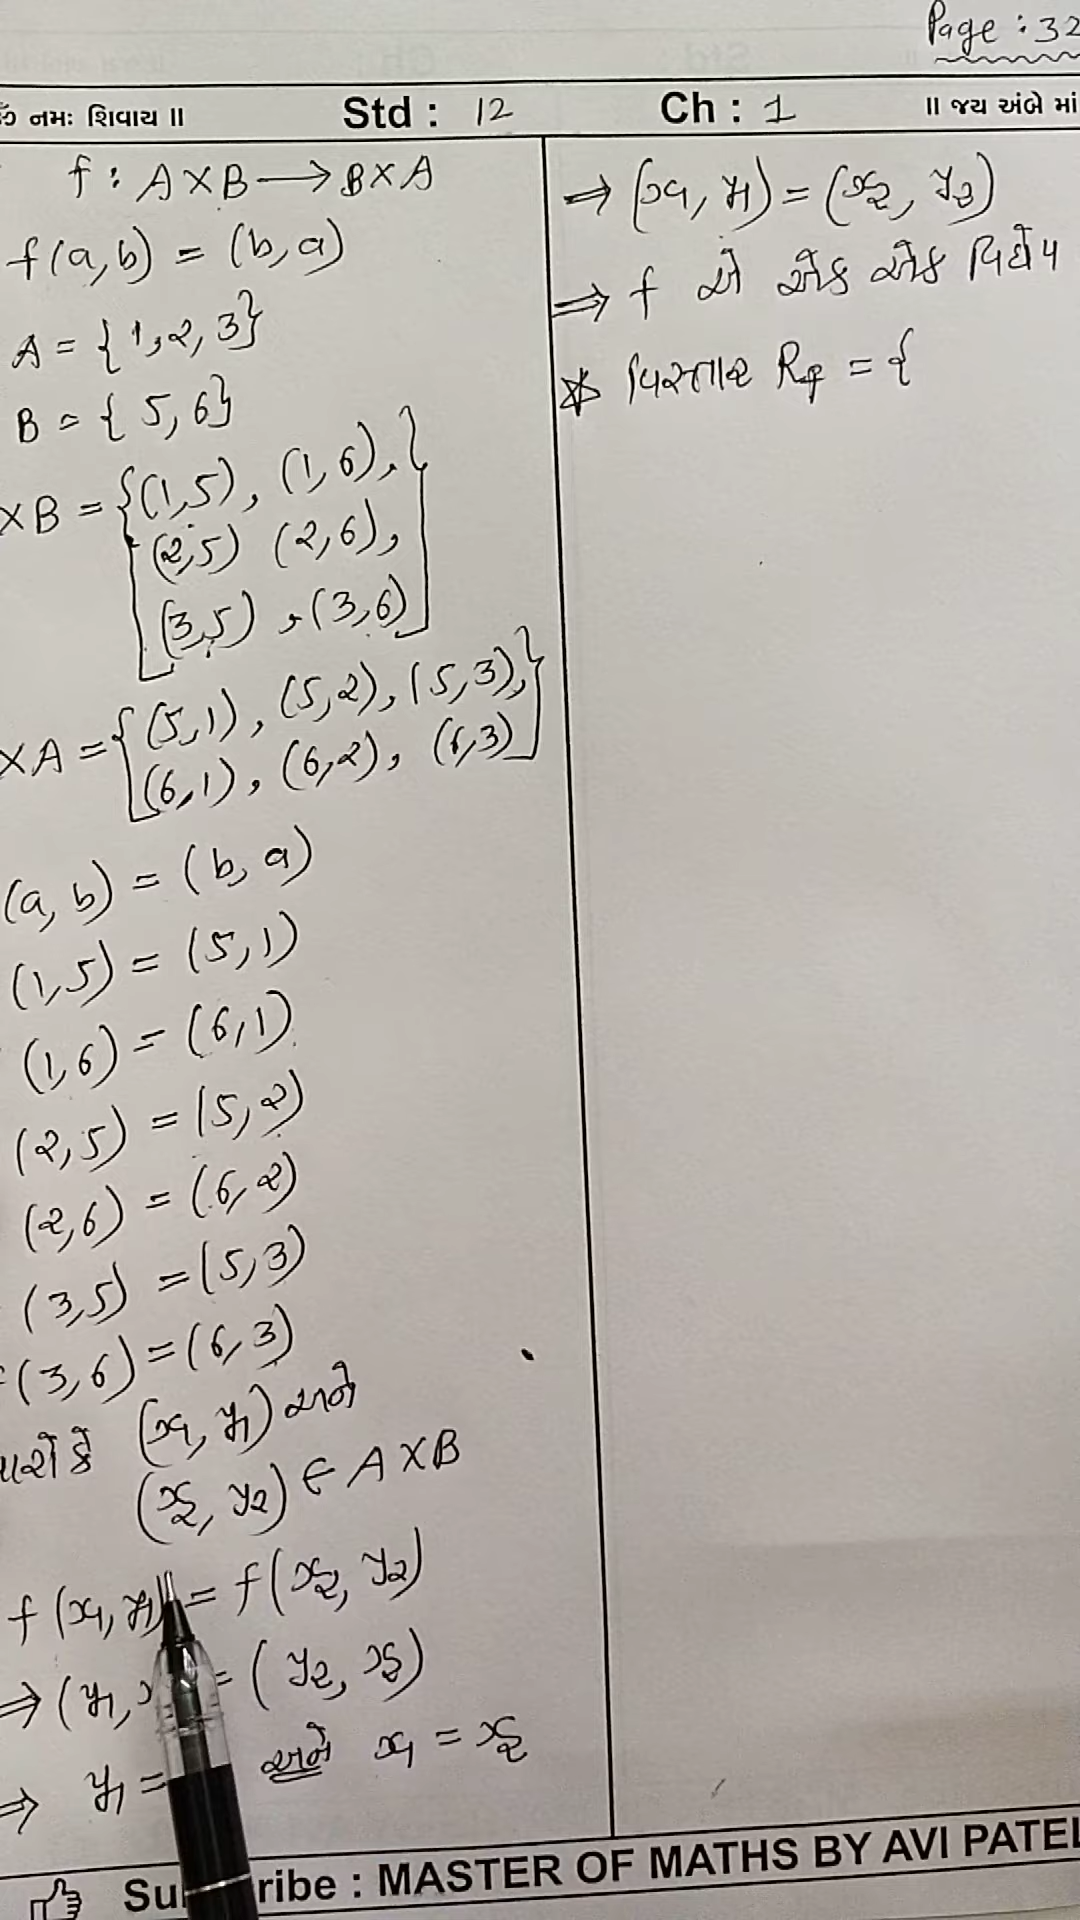 Page : 32
ૐ નમઃ શિવાય ॥ Std : 12 Ch : 1 ॥ જય અંબે માં
f : A×B ⟶ B×A
f(a,b) = (b,a)
A = {1,2,3}
B = {5,6}
×B = {(1,5), (1,6),
(2,5) (2,6),
(3,5), (3,6)}
×A = {(5,1), (5,2), (5,3),
(6,1), (6,2), (6,3)}
(a,b) = (b,a)
(1,5) = (5,1)
(1,6) = (6,1)
(2,5) = (5,2)
(2,6) = (6,2)
(3,5) = (5,3)
(3,6) = (6,3)
ધારો કે (x₁, y₁) અને
(x₂, y₂) ∈ A×B
f(x₁, y₁) = f(x₂, y₂)
⇒ (y₁, x = (y₂, x₂)
⇒ y₁ = અને x₁ = x₂
⇒ (x₁, y₁) = (x₂, y₂)
⇒ f એ એક એક વિધેય
* વિસ્તાર Rf = {
Subscribe : MASTER OF MATHS BY AVI PATEL